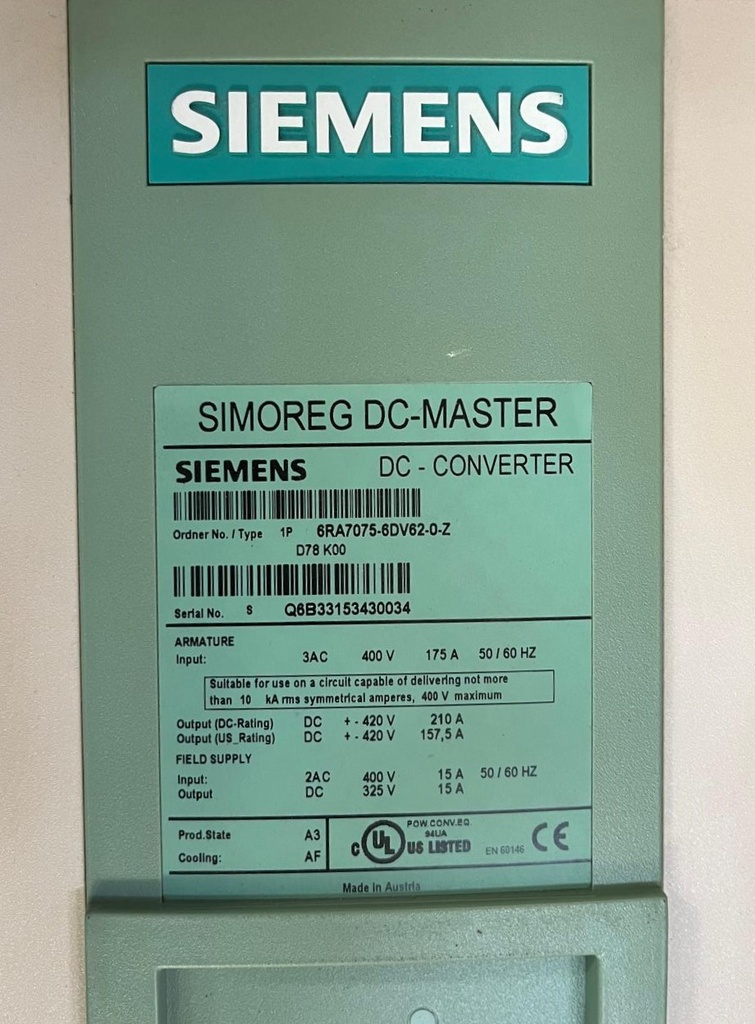 SIEMENS
SIMOREG DC-MASTER
SIEMENS DC - CONVERTER
Ordner No. / Type 1P 6RA7075-6DV62-0-Z
D78 K00
Serial No. S Q6B33153430034
ARMATURE
Input: 3AC 400 V 175 A 50 / 60 HZ
Suitable for use on a circuit capable of delivering not more
than 10 kA rms symmetrical amperes, 400 V maximum
Output (DC-Rating) DC + - 420 V 210 A
Output (US_Rating) DC + - 420 V 157,5 A
FIELD SUPPLY
Input: 2AC 400 V 15 A 50 / 60 HZ
Output DC 325 V 15 A
Prod.State A3
Cooling: AF
POW.CONV.EQ.
94UA
C UL US LISTED
EN 60146 CE
Made in Austria